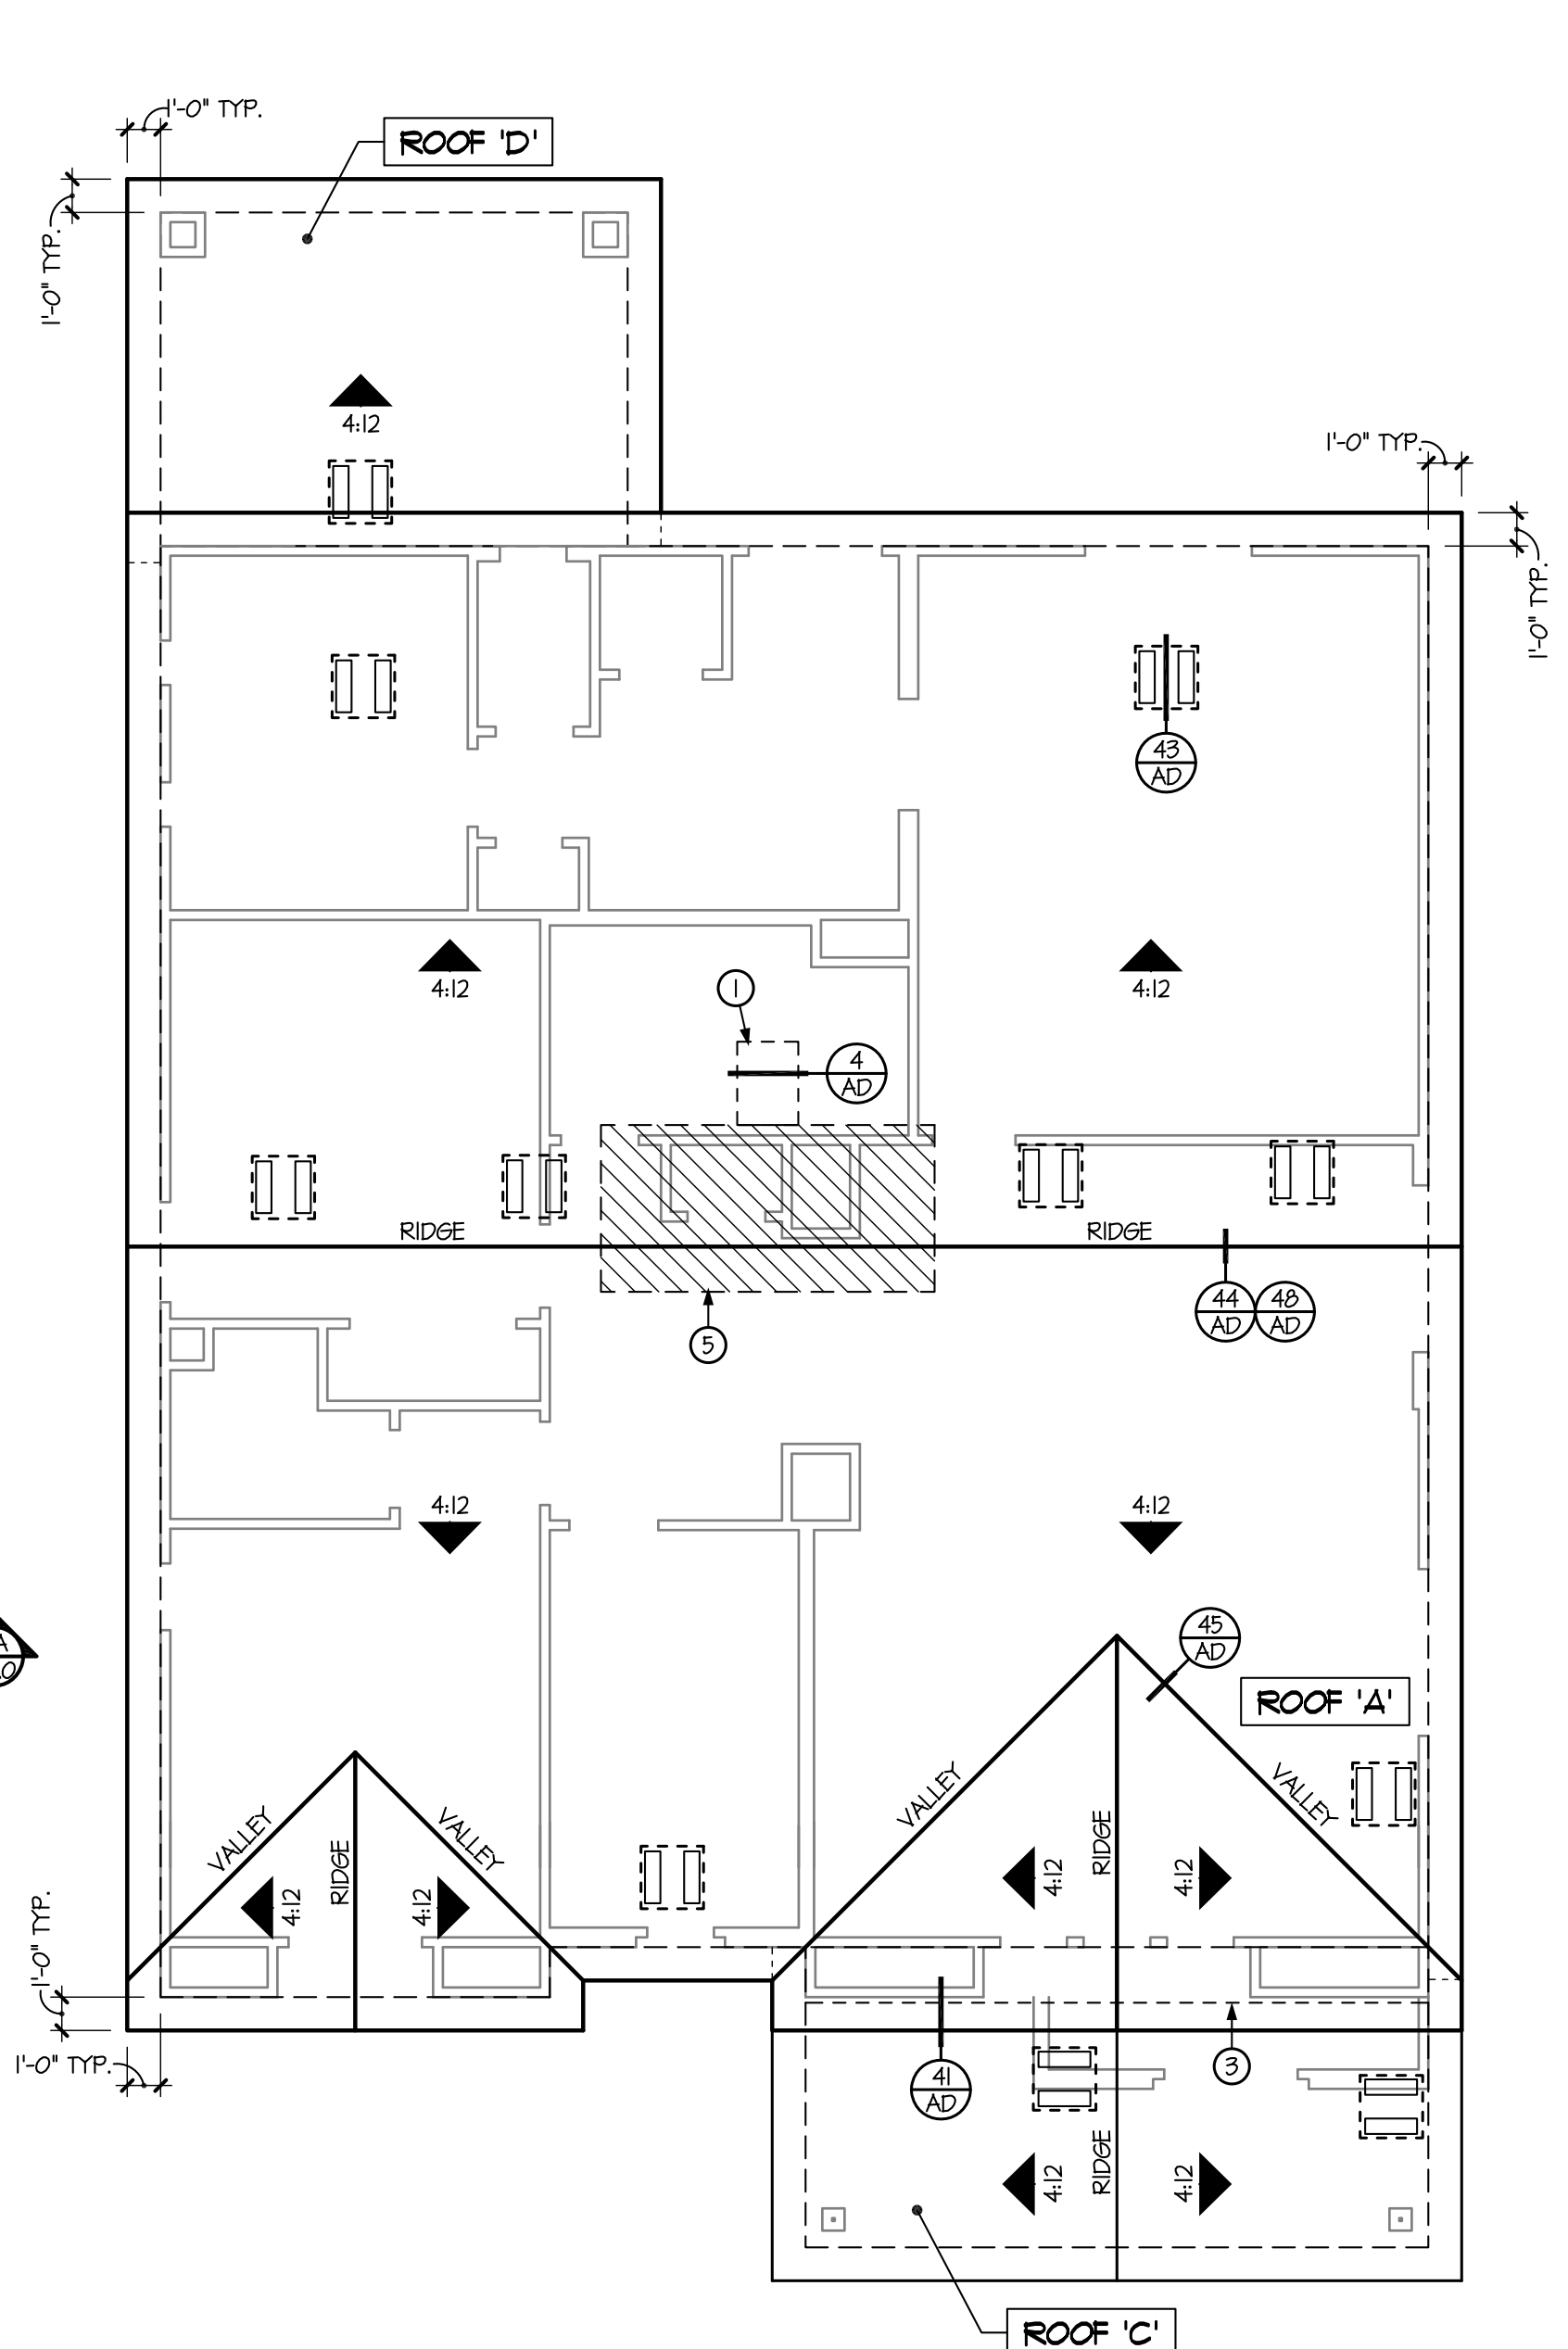 1'-0" TYP.
ROOF 'D'
1'-0" TYP.
4:12
1'-0" TYP.
1'-0" TYP.
43
AD
4:12
4:12
1
4
AD
RIDGE
RIDGE
44
AD
48
AD
5
4:12
4:12
45
AD
ROOF 'A'
VALLEY
VALLEY
VALLEY
VALLEY
RIDGE
RIDGE
4:12
4:12
4:12
4:12
1'-0" TYP.
1'-0" TYP.
41
AD
3
RIDGE
4:12
4:12
ROOF 'C'